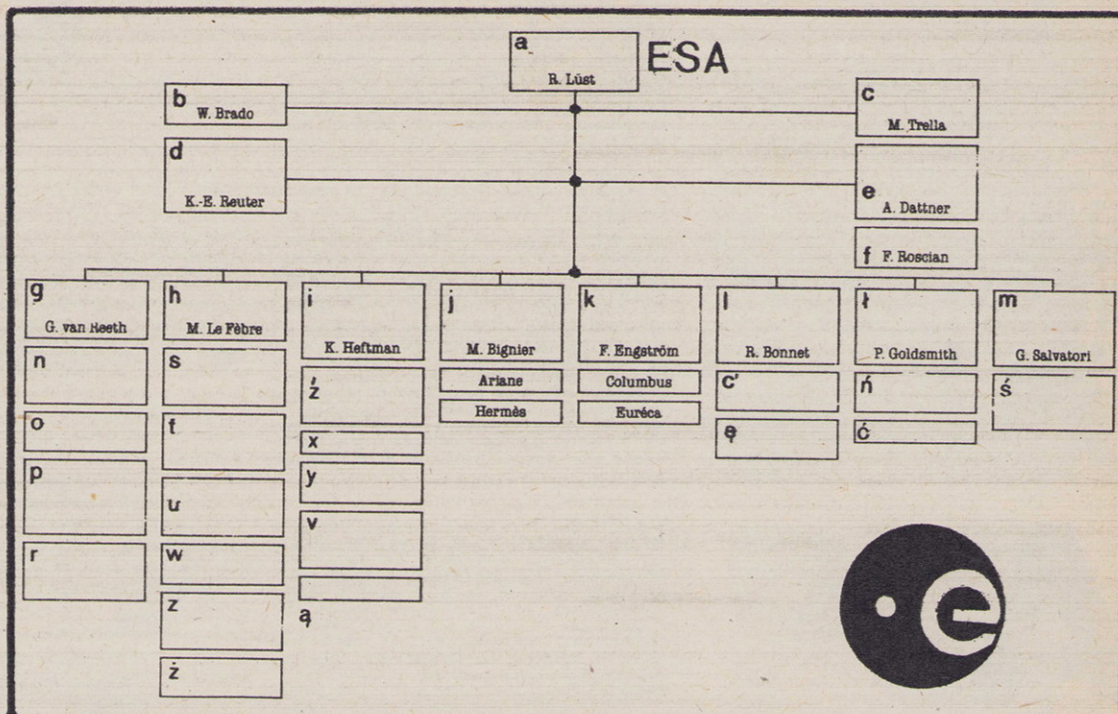 a
R. Lüst
ESA
b
W. Brado
c
M. Trella
d
K.-E. Reuter
e
A. Dattner
f F. Roscian
g
G. van Reeth
h
M. Le Fèbre
i
K. Heftman
j
M. Bignier
k
F. Engström
l
R. Bonnet
ł
P. Goldsmith
m
G. Salvatori
n
o
p
r
s
t
u
w
z
ż
ź
x
y
v
ą
Ariane
Hermès
Columbus
Euréca
c'
ę
ń
ć
ś
e